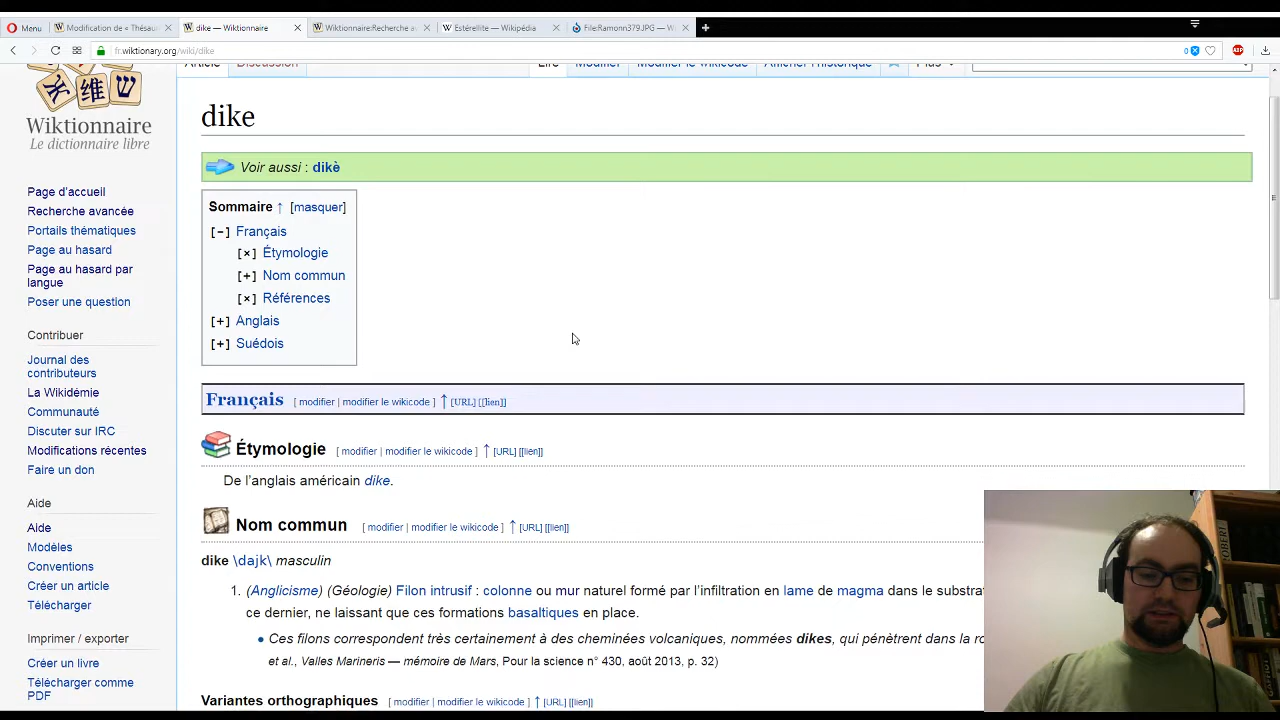 Menu
Modification de « Thésau
dike — Wiktionnaire
Wiktionnaire:Recherche av
Estérellite — Wikipédia
File:Ramonn379.JPG — W
fr.wiktionary.org/wiki/dike
0
ABP
Article
Discussion
Lire
Modifier
Modifier le wikicode
Afficher l'historique
Plus
维
Wiktionnaire
Le dictionnaire libre
Page d'accueil
Recherche avancée
Portails thématiques
Page au hasard
Page au hasard par
langue
Poser une question
Contribuer
Journal des
contributeurs
La Wikidémie
Communauté
Discuter sur IRC
Modifications récentes
Faire un don
Aide
Aide
Modèles
Conventions
Créer un article
Télécharger
Imprimer / exporter
Créer un livre
Télécharger comme
PDF
dike
Voir aussi : dikè
Sommaire ↑ [masquer]
[−] Français
[×] Étymologie
[+] Nom commun
[×] Références
[+] Anglais
[+] Suédois
Français [ modifier | modifier le wikicode ] ↑ [URL] [[lien]]
Étymologie [ modifier | modifier le wikicode ] ↑ [URL] [[lien]]
De l'anglais américain dike.
Nom commun [ modifier | modifier le wikicode ] ↑ [URL] [[lien]]
dike \dajk\ masculin
1. (Anglicisme) (Géologie) Filon intrusif : colonne ou mur naturel formé par l'infiltration en lame de magma dans le substra
ce dernier, ne laissant que ces formations basaltiques en place.
• Ces filons correspondent très certainement à des cheminées volcaniques, nommées dikes, qui pénètrent dans la ro
et al., Valles Marineris — mémoire de Mars, Pour la science n° 430, août 2013, p. 32)
Variantes orthographiques [ modifier | modifier le wikicode ] ↑ [URL] [[lien]]